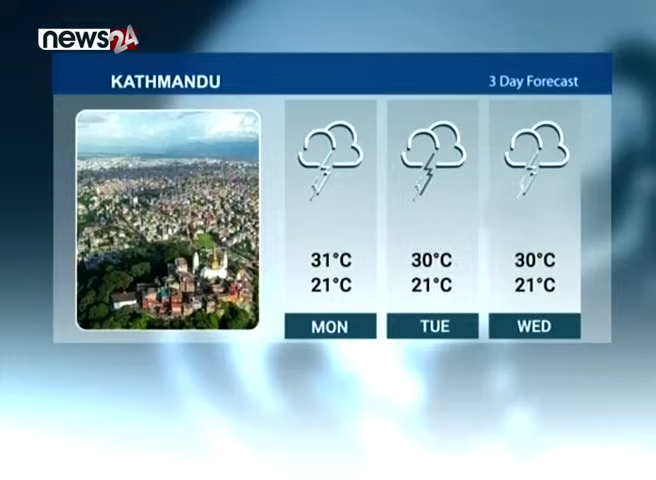 news24
KATHMANDU
3 Day Forecast
31°C
21°C
MON
30°C
21°C
TUE
30°C
21°C
WED